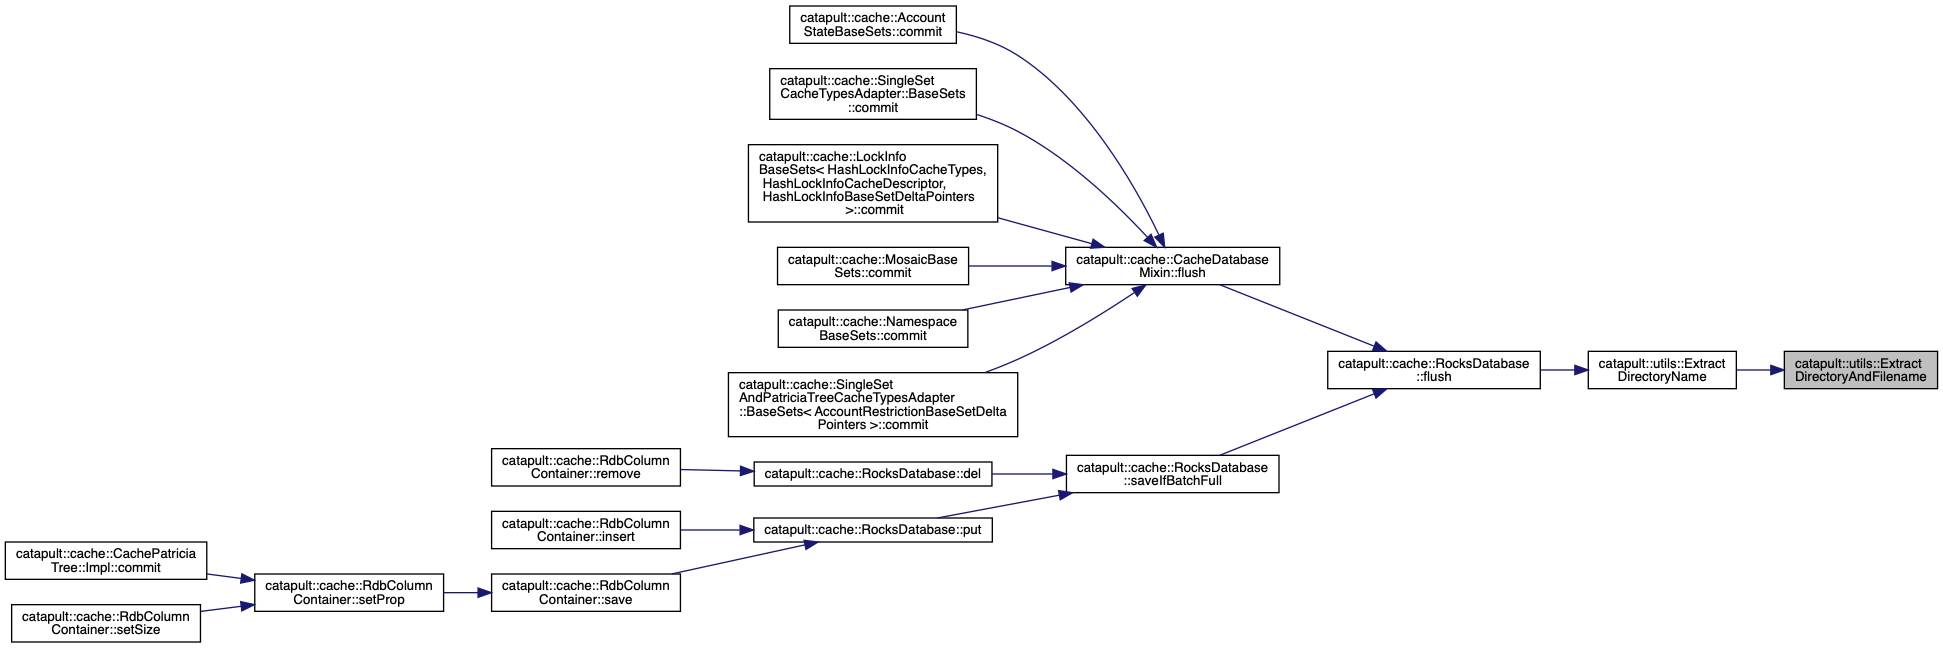 catapult::cache::Account
StateBaseSets::commit
catapult::cache::SingleSet
CacheTypesAdapter::BaseSets
::commit
catapult::cache::LockInfo
BaseSets< HashLockInfoCacheTypes,
HashLockInfoCacheDescriptor,
HashLockInfoBaseSetDeltaPointers
>::commit
catapult::cache::MosaicBase
Sets::commit
catapult::cache::Namespace
BaseSets::commit
catapult::cache::SingleSet
AndPatriciaTreeCacheTypesAdapter
::BaseSets< AccountRestrictionBaseSetDelta
Pointers >::commit
catapult::cache::CacheDatabase
Mixin::flush
catapult::cache::RocksDatabase
::flush
catapult::utils::Extract
DirectoryName
catapult::utils::Extract
DirectoryAndFilename
catapult::cache::RocksDatabase
::saveIfBatchFull
catapult::cache::RocksDatabase::del
catapult::cache::RdbColumn
Container::remove
catapult::cache::RocksDatabase::put
catapult::cache::RdbColumn
Container::insert
catapult::cache::RdbColumn
Container::save
catapult::cache::RdbColumn
Container::setProp
catapult::cache::CachePatricia
Tree::Impl::commit
catapult::cache::RdbColumn
Container::setSize